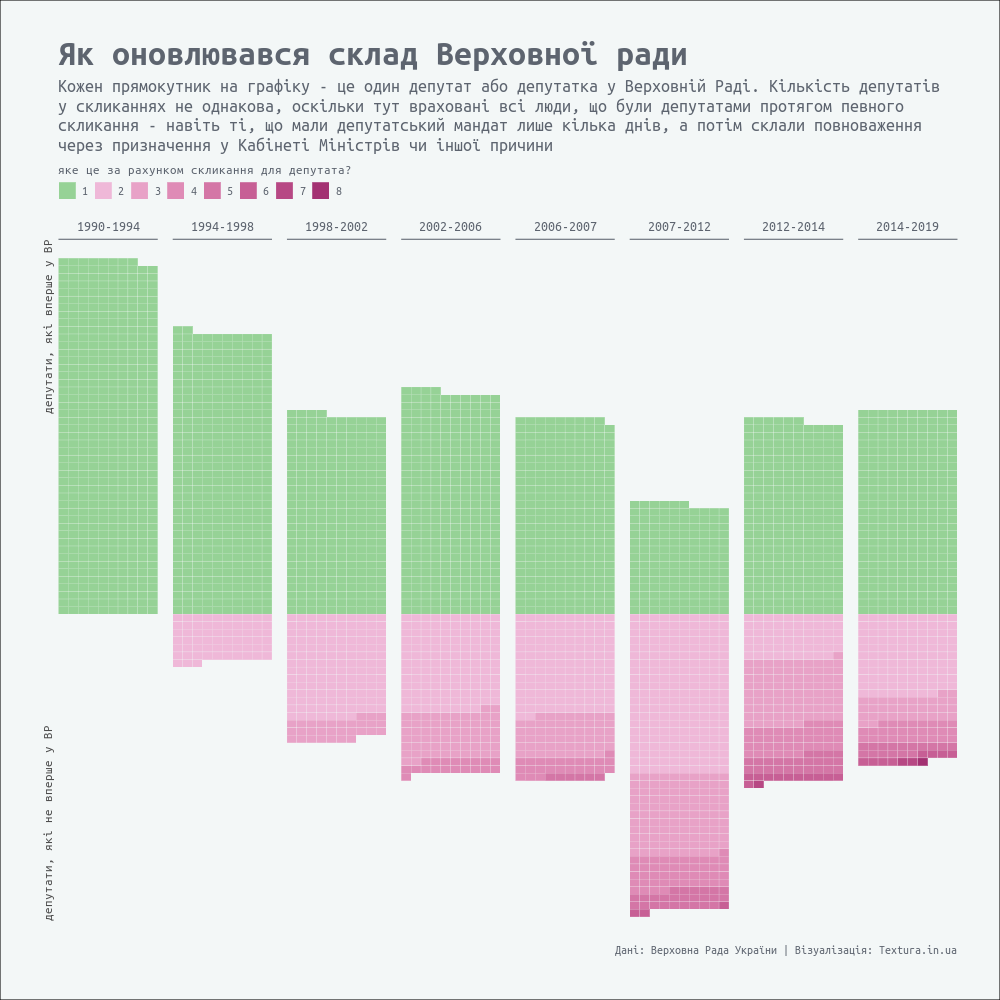 Як оновлювався склад Верховної ради
Кожен прямокутник на графіку - це один депутат або депутатка у Верховній Раді. Кількість депутатів
у скликаннях не однакова, оскільки тут враховані всі люди, що були депутатами протягом певного
скликання - навіть ті, що мали депутатський мандат лише кілька днів, а потім склали повноваження
через призначення у Кабінеті Міністрів чи іншої причини
яке це за рахунком скликання для депутата?
1 2 3 4 5 6 7 8
1990-1994 1994-1998 1998-2002 2002-2006 2006-2007 2007-2012 2012-2014 2014-2019
депутати, які вперше у ВР
депутати, які не вперше у ВР
Дані: Верховна Рада України | Візуалізація: Textura.in.ua